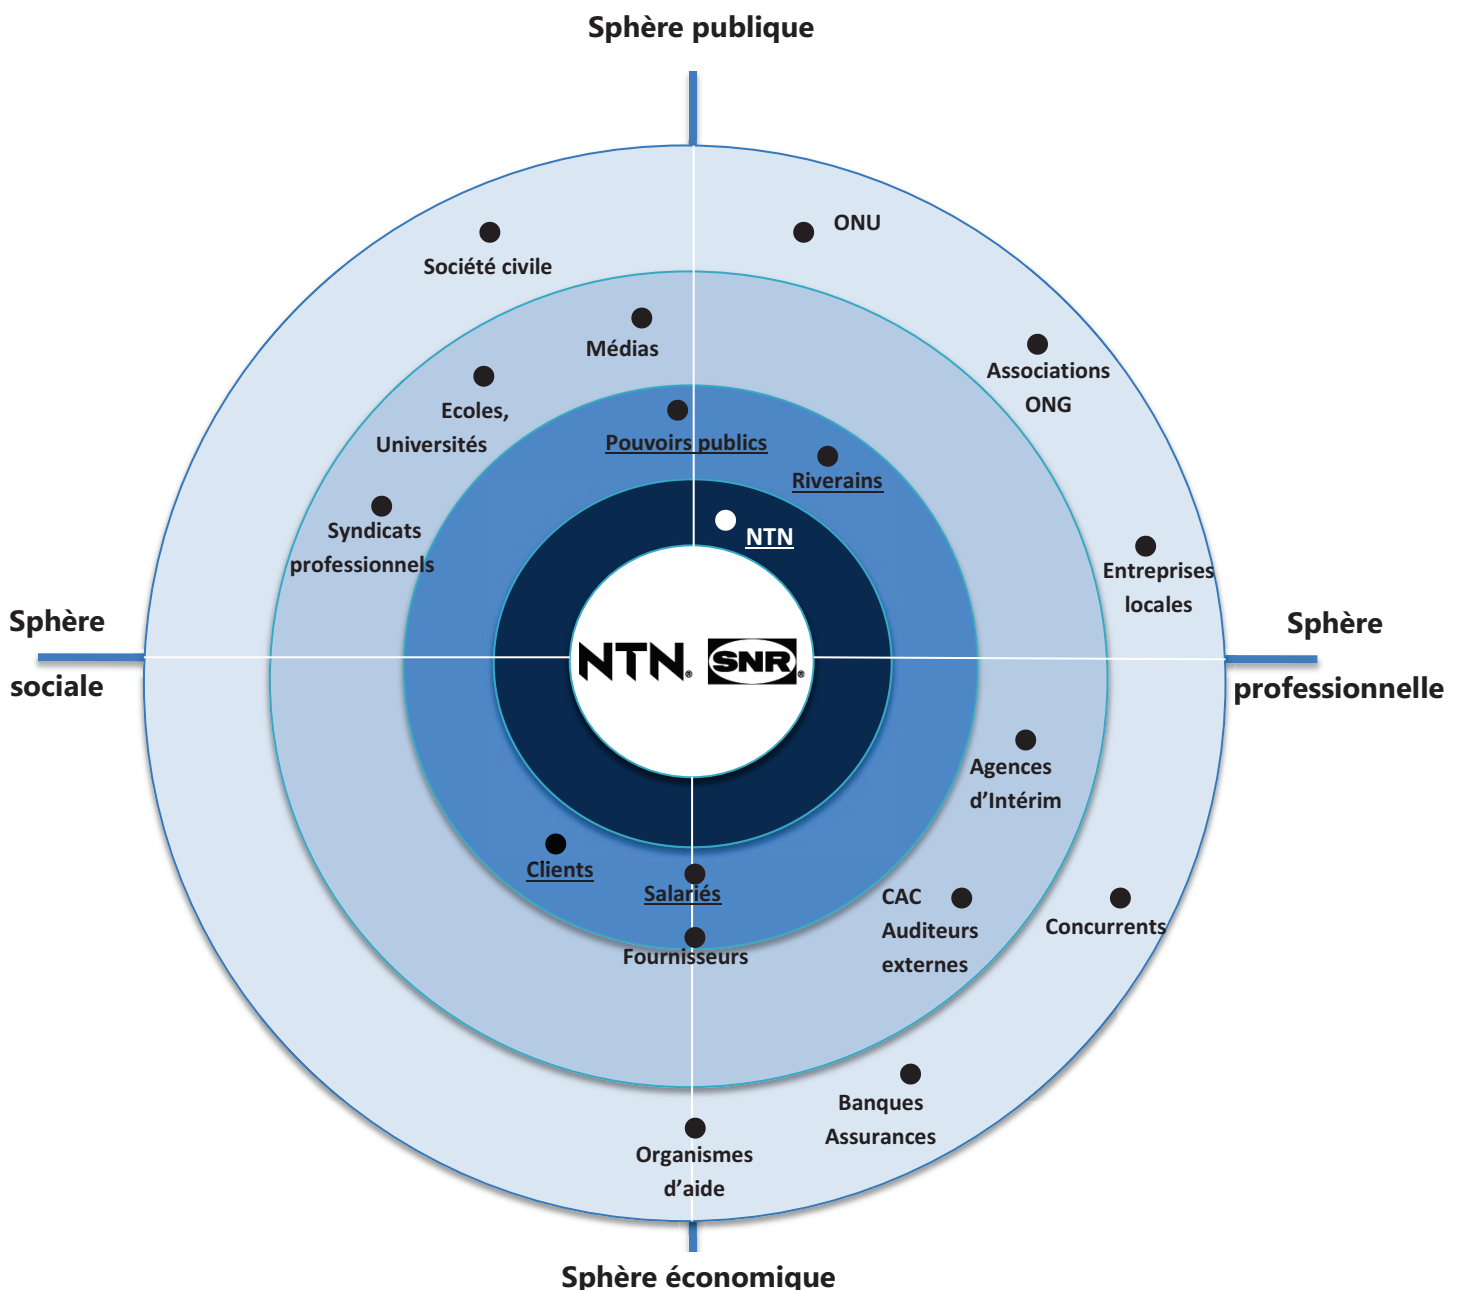 Sphère publique
ONU
Société civile
Médias
Associations
ONG
Ecoles,
Universités
Pouvoirs publics
Riverains
Syndicats
professionnels
NTN
Entreprises
locales
Sphère
sociale
NTN® SNR®
Sphère
professionnelle
Agences
d’Intérim
Clients
Salariés
Fournisseurs
CAC
Auditeurs
externes
Concurrents
Banques
Assurances
Organismes
d’aide
Sphère économique